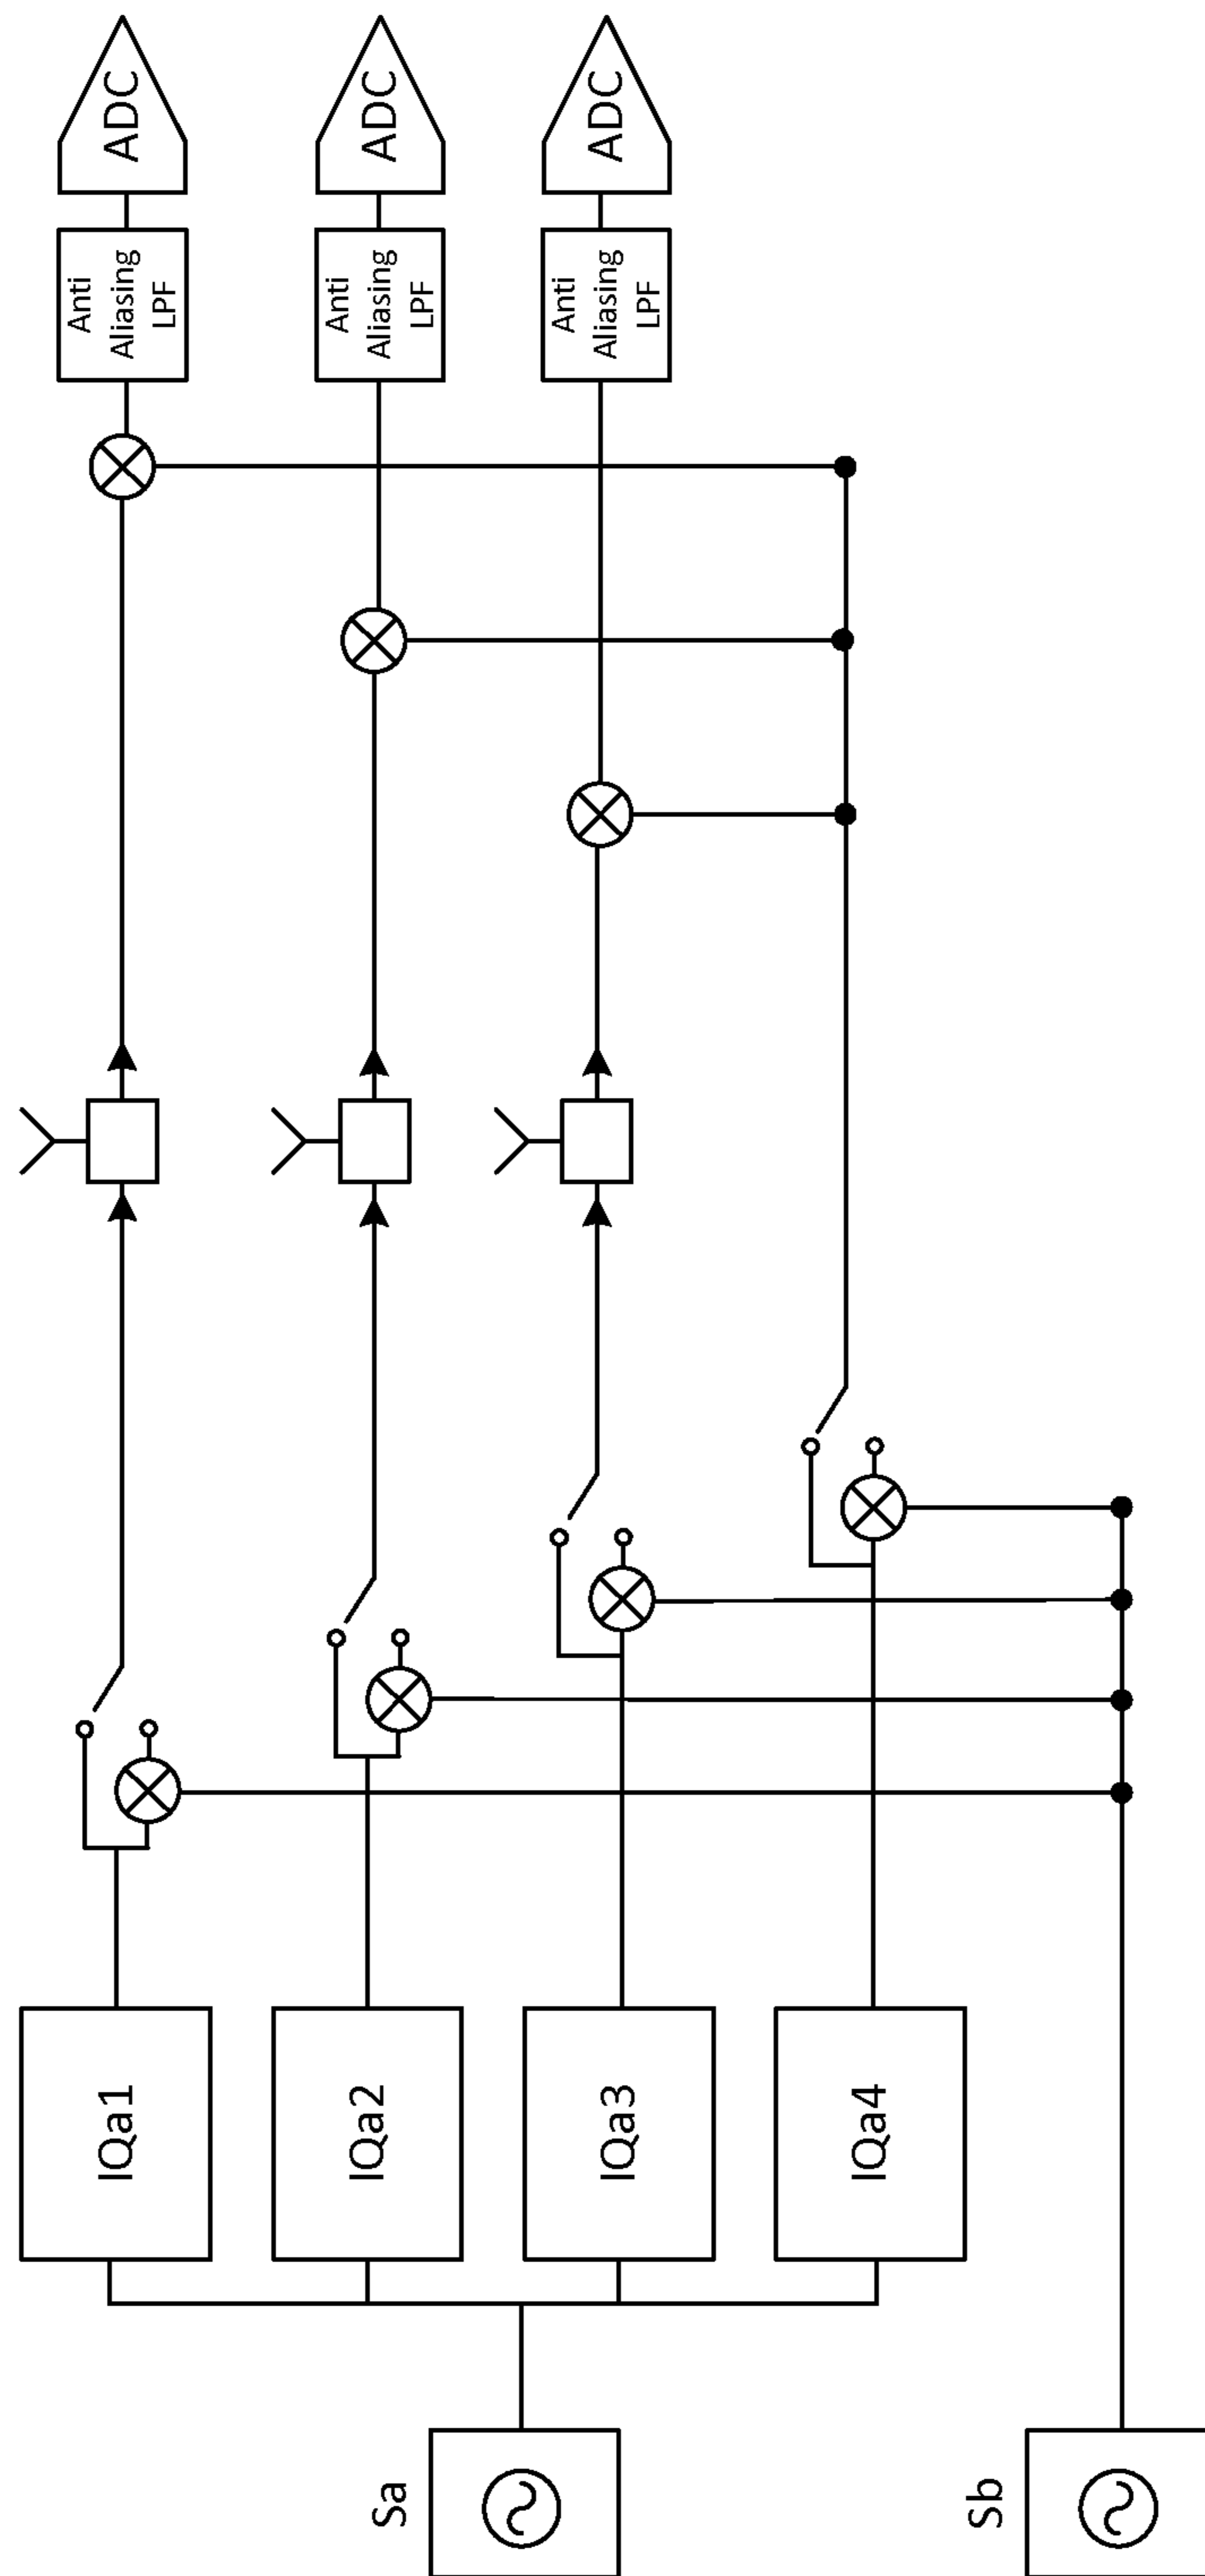 ADC
ADC
ADC
Anti
Aliasing
LPF
Anti
Aliasing
LPF
Anti
Aliasing
LPF
IQa1
IQa2
IQa3
IQa4
Sa
Sb